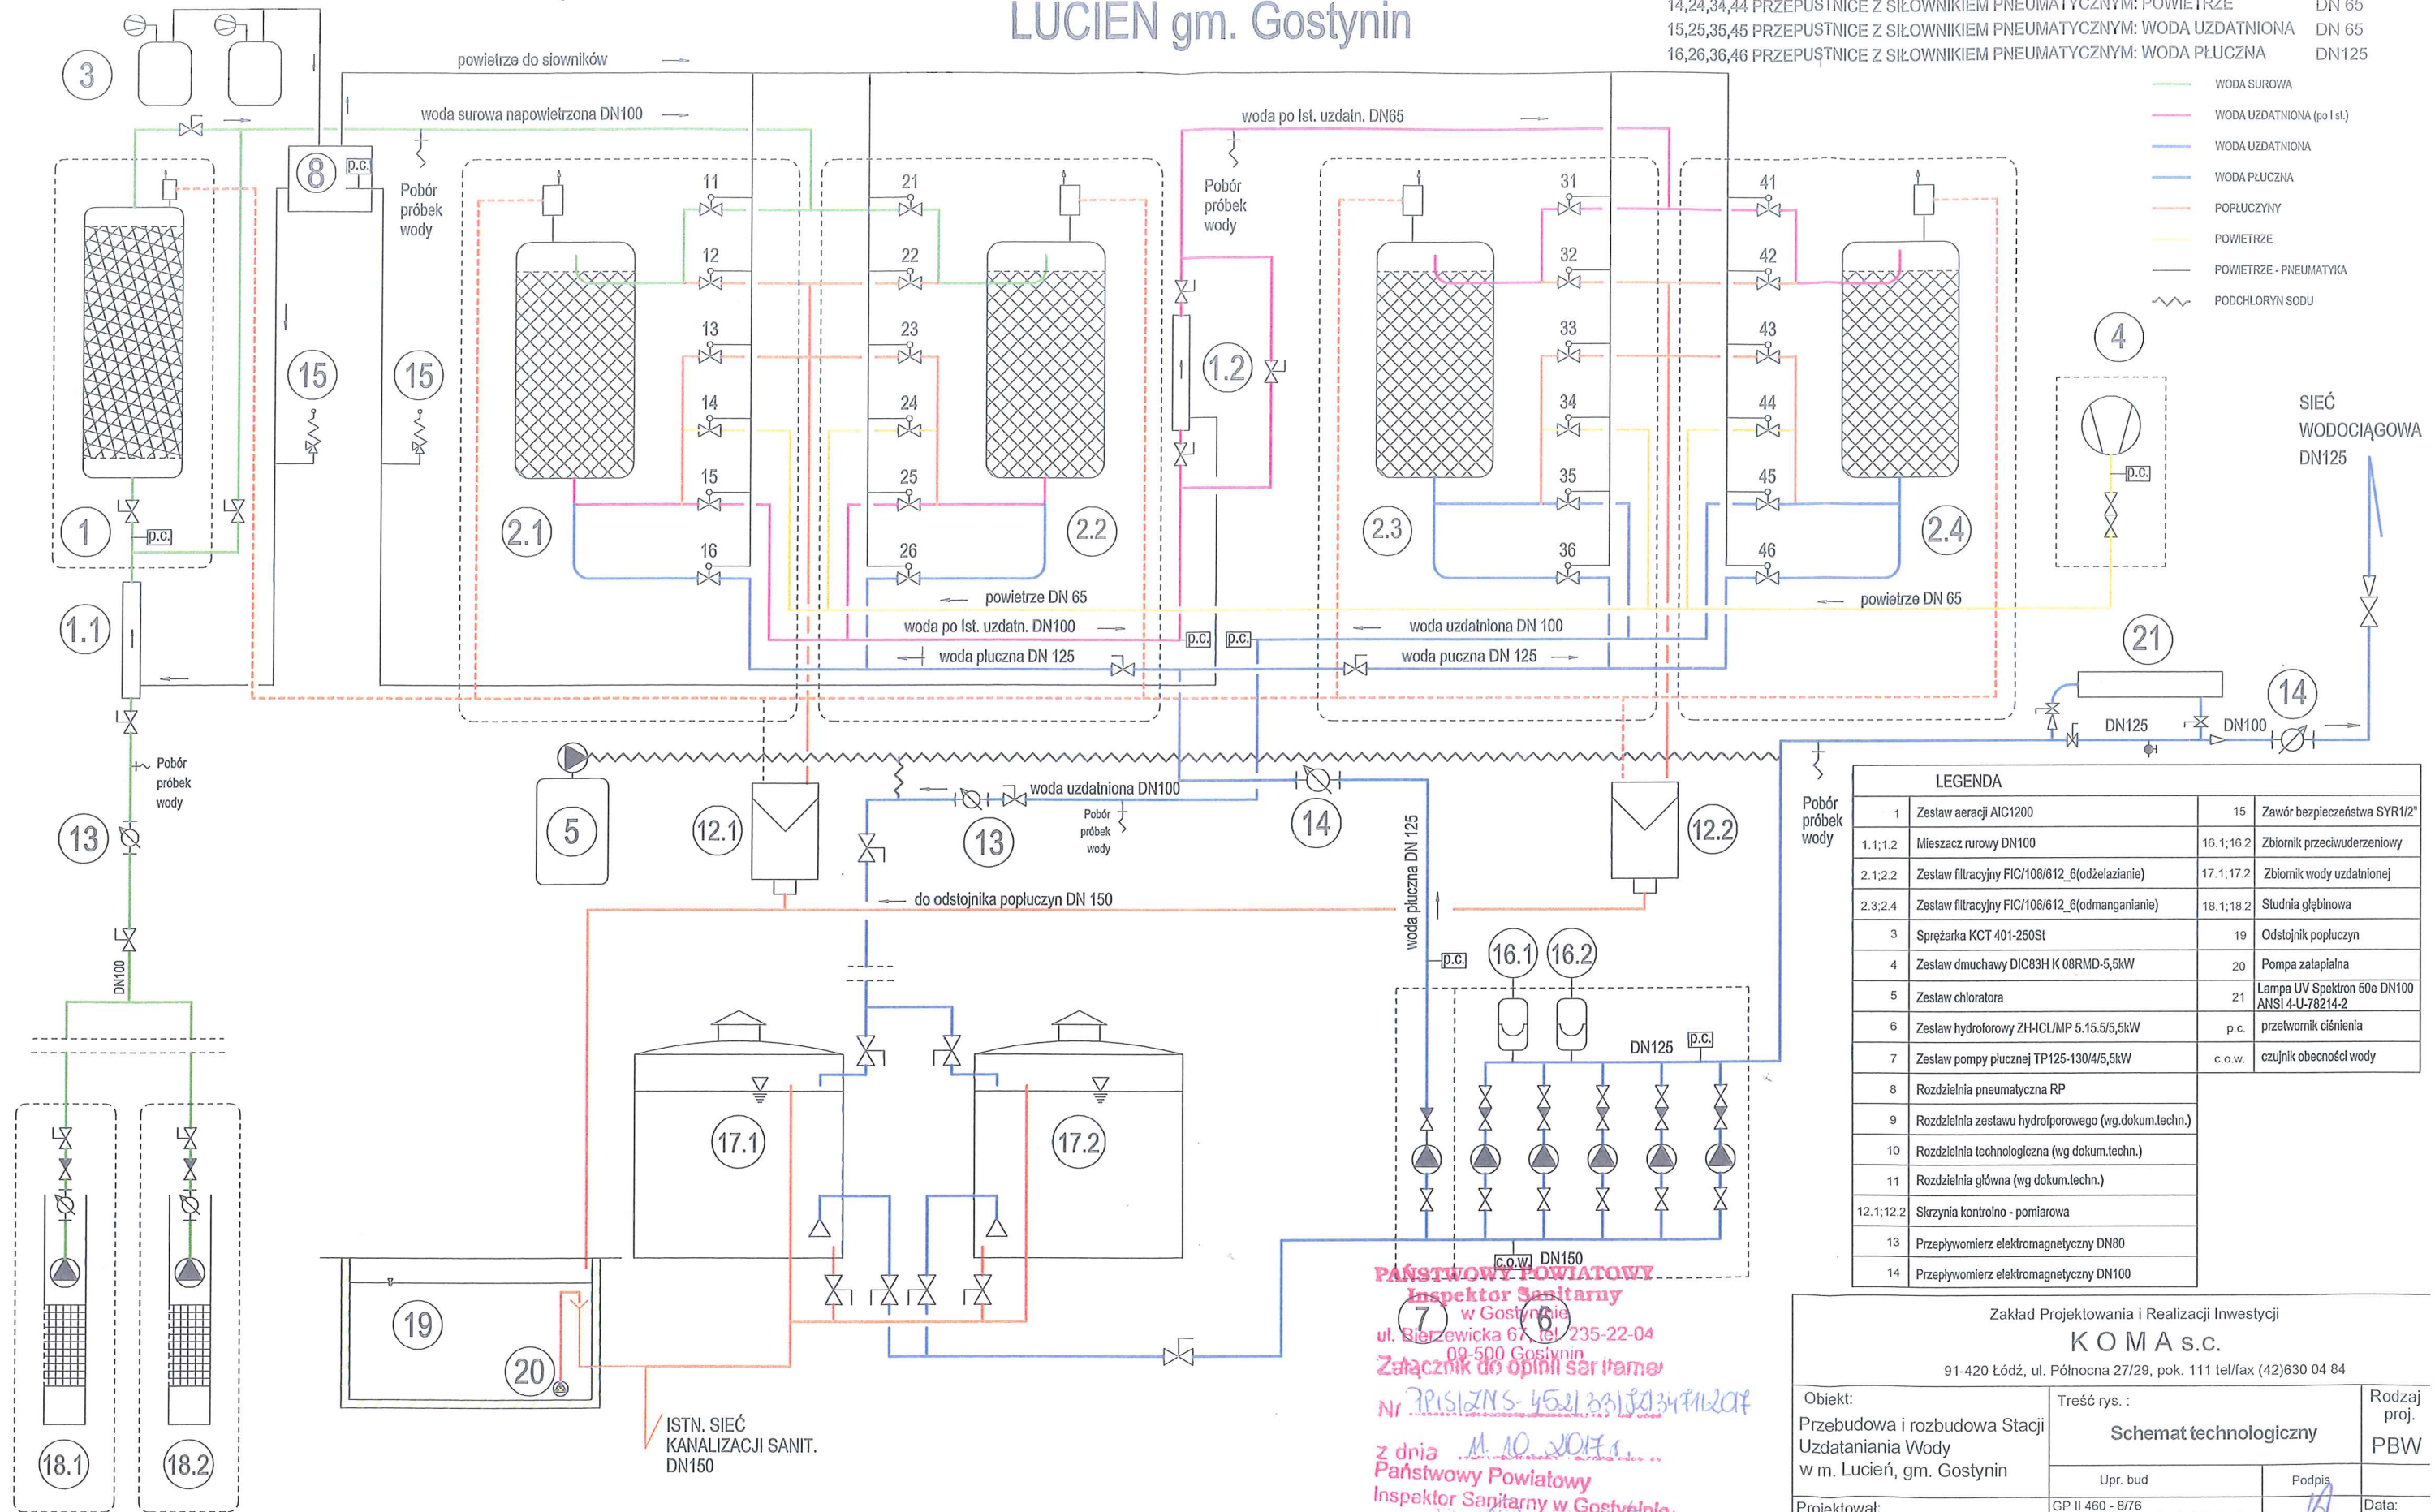 LUCIEŃ gm. Gostynin
14,24,34,44 PRZEPUSTNICE Z SIŁOWNIKIEM PNEUMATYCZNYM: POWIETRZE DN 65
15,25,35,45 PRZEPUSTNICE Z SIŁOWNIKIEM PNEUMATYCZNYM: WODA UZDATNIONA DN 65
16,26,36,46 PRZEPUSTNICE Z SIŁOWNIKIEM PNEUMATYCZNYM: WODA PŁUCZNA DN125
WODA SUROWA
WODA UZDATNIONA (po I st.)
WODA UZDATNIONA
WODA PŁUCZNA
POPŁUCZYNY
POWIETRZE
POWIETRZE - PNEUMATYKA
PODCHLORYN SODU
3
powietrze do siowników
woda surowa napowietrzona DN100
woda po Ist. uzdatn. DN65
8
p.c.
Pobór
próbek
wody
Pobór
próbek
wody
11
12
13
14
15
16
21
22
23
24
25
26
31
32
33
34
35
36
41
42
43
44
45
46
15
15
1.2
4
p.c.
SIEĆ
WODOCIĄGOWA
DN125
1
p.c.
2.1
2.2
2.3
2.4
1.1
powietrze DN 65
powietrze DN 65
woda po Ist. uzdatn. DN100
p.c.
p.c.
woda uzdatniona DN 100
woda pluczna DN 125
woda puczna DN 125
21
14
DN125
DN100
Pobór
próbek
wody
13
DN100
5
12.1
woda uzdatniona DN100
13
Pobór
próbek
wody
14
12.2
Pobór
próbek
wody
do odstojnika popłuczyn DN 150
woda płuczna DN 125
p.c.
16.1
16.2
DN125
p.c.
17.1
17.2
c.o.w.
DN150
7
6
19
20
18.1
18.2
ISTN. SIEĆ
KANALIZACJI SANIT.
DN150
LEGENDA
1 Zestaw aeracji AIC1200
1.1;1.2 Mieszacz rurowy DN100
2.1;2.2 Zestaw filtracyjny FIC/106/612_6(odżelazianie)
2.3;2.4 Zestaw filtracyjny FIC/106/612_6(odmanganianie)
3 Sprężarka KCT 401-250St
4 Zestaw dmuchawy DIC83H K 08RMD-5,5kW
5 Zestaw chloratora
6 Zestaw hydroforowy ZH-ICL/MP 5.15.5/5,5kW
7 Zestaw pompy płucznej TP125-130/4/5,5kW
8 Rozdzielnia pneumatyczna RP
9 Rozdzielnia zestawu hydrofporowego (wg.dokum.techn.)
10 Rozdzielnia technologiczna (wg dokum.techn.)
11 Rozdzielnia główna (wg dokum.techn.)
12.1;12.2 Skrzynia kontrolno - pomiarowa
13 Przepływomierz elektromagnetyczny DN80
14 Przepływomierz elektromagnetyczny DN100
15 Zawór bezpieczeństwa SYR1/2"
16.1;16.2 Zbiornik przeciwuderzeniowy
17.1;17.2 Zbiornik wody uzdatnionej
18.1;18.2 Studnia głębinowa
19 Odstojnik popłuczyn
20 Pompa zatapialna
21 Lampa UV Spektron 50e DN100
ANSI 4-U-78214-2
p.c. przetwornik ciśnienia
c.o.w. czujnik obecności wody
PAŃSTWOWY POWIATOWY
Inspektor Sanitarny
w Gostyninie
ul. Bierzewicka 67, tel. 235-22-04
09-500 Gostynin
Załącznik do opinii
Nr
z dnia 11.10.2017 r.
Państwowy Powiatowy
Inspektor Sanitarny w Gostyninie
Zakład Projektowania i Realizacji Inwestycji
K O M A s.c.
91-420 Łódź, ul. Północna 27/29, pok. 111 tel/fax (42)630 04 84
Obiekt:
Przebudowa i rozbudowa Stacji
Uzdataniania Wody
w m. Lucień, gm. Gostynin
Treść rys. :
Schemat technologiczny
Rodzaj
proj.
PBW
Upr. bud
Podpis
Projektował:
GP II 460 - 8/76
Data: